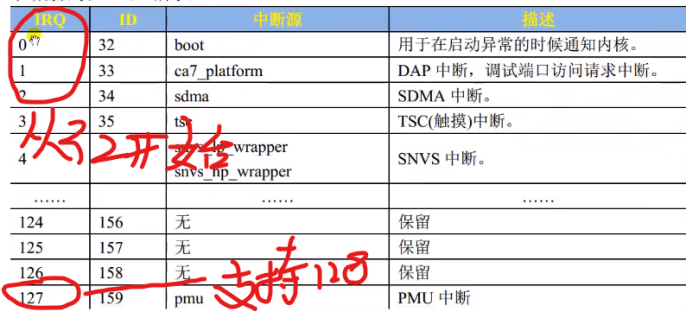 IRQ ID 中断源 描述
0 32 boot 用于在启动异常的时候通知内核。
1 33 ca7_platform DAP 中断，调试端口访问请求中断。
2 34 sdma SDMA 中断。
3 35 tsc TSC(触摸)中断。
从32开始
4 snvs_lp_wrapper SNVS 中断。
snvs_hp_wrapper
…… …… ……
124 156 无 保留
125 157 无 保留
126 158 无 保留
支持128
127 159 pmu PMU 中断